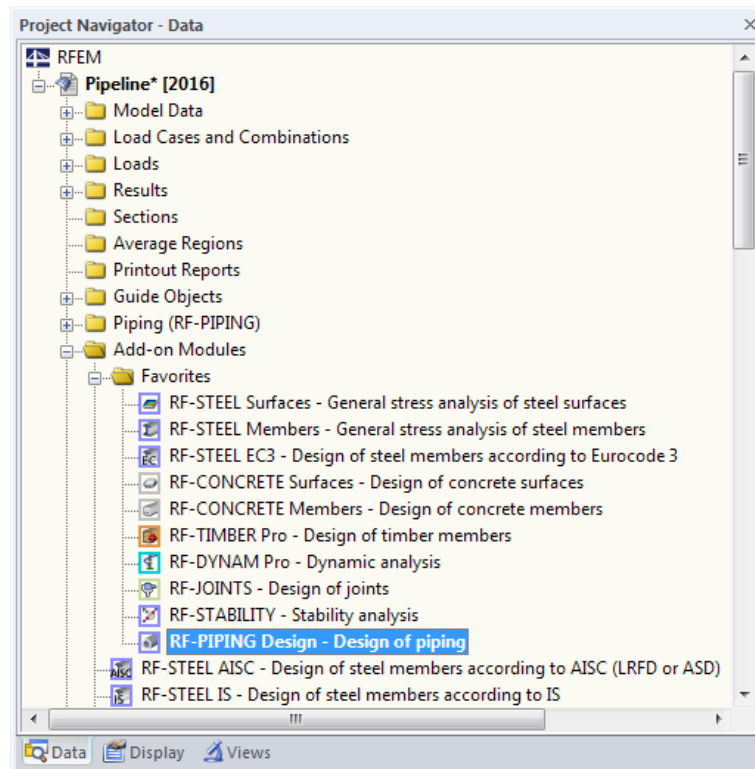 Project Navigator - Data
RFEM
Pipeline* [2016]
Model Data
Load Cases and Combinations
Loads
Results
Sections
Average Regions
Printout Reports
Guide Objects
Piping (RF-PIPING)
Add-on Modules
Favorites
RF-STEEL Surfaces - General stress analysis of steel surfaces
RF-STEEL Members - General stress analysis of steel members
EC RF-STEEL EC3 - Design of steel members according to Eurocode 3
RF-CONCRETE Surfaces - Design of concrete surfaces
RF-CONCRETE Members - Design of concrete members
RF-TIMBER Pro - Design of timber members
RF-DYNAM Pro - Dynamic analysis
RF-JOINTS - Design of joints
RF-STABILITY - Stability analysis
RF-PIPING Design - Design of piping
AISC RF-STEEL AISC - Design of steel members according to AISC (LRFD or ASD)
IS RF-STEEL IS - Design of steel members according to IS
Data Display Views